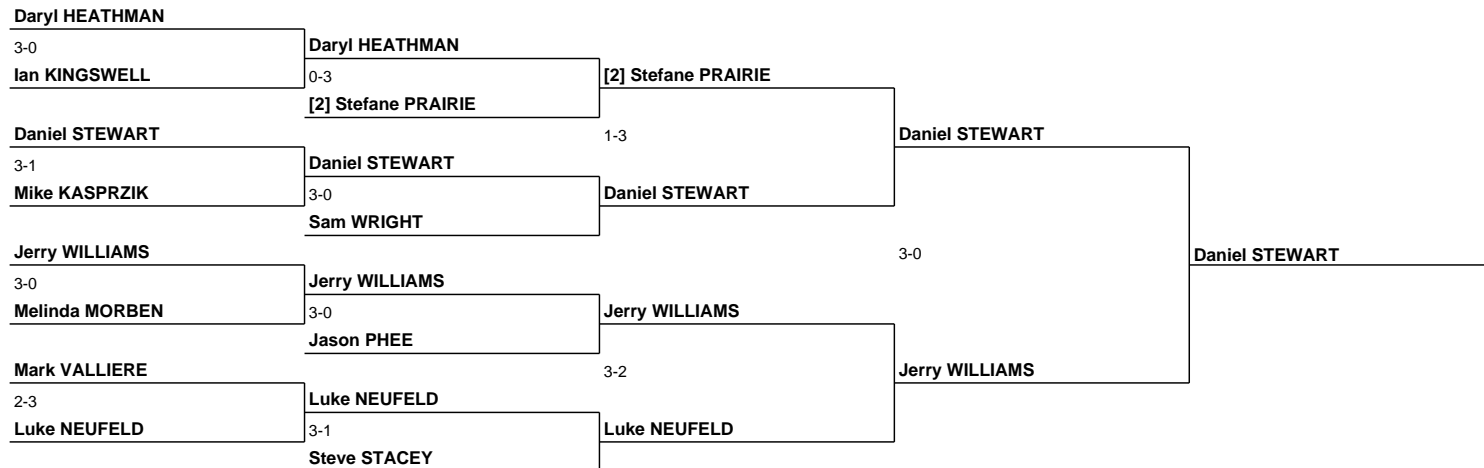 Daryl HEATHMAN
3-0
Daryl HEATHMAN
Ian KINGSWELL
0-3
[2] Stefane PRAIRIE
[2] Stefane PRAIRIE
Daniel STEWART
1-3
Daniel STEWART
3-1
Daniel STEWART
Mike KASPRZIK
3-0
Daniel STEWART
Sam WRIGHT
Jerry WILLIAMS
3-0
Daniel STEWART
3-0
Jerry WILLIAMS
Melinda MORBEN
3-0
Jerry WILLIAMS
Jason PHEE
Mark VALLIERE
3-2
Jerry WILLIAMS
2-3
Luke NEUFELD
Luke NEUFELD
3-1
Luke NEUFELD
Steve STACEY